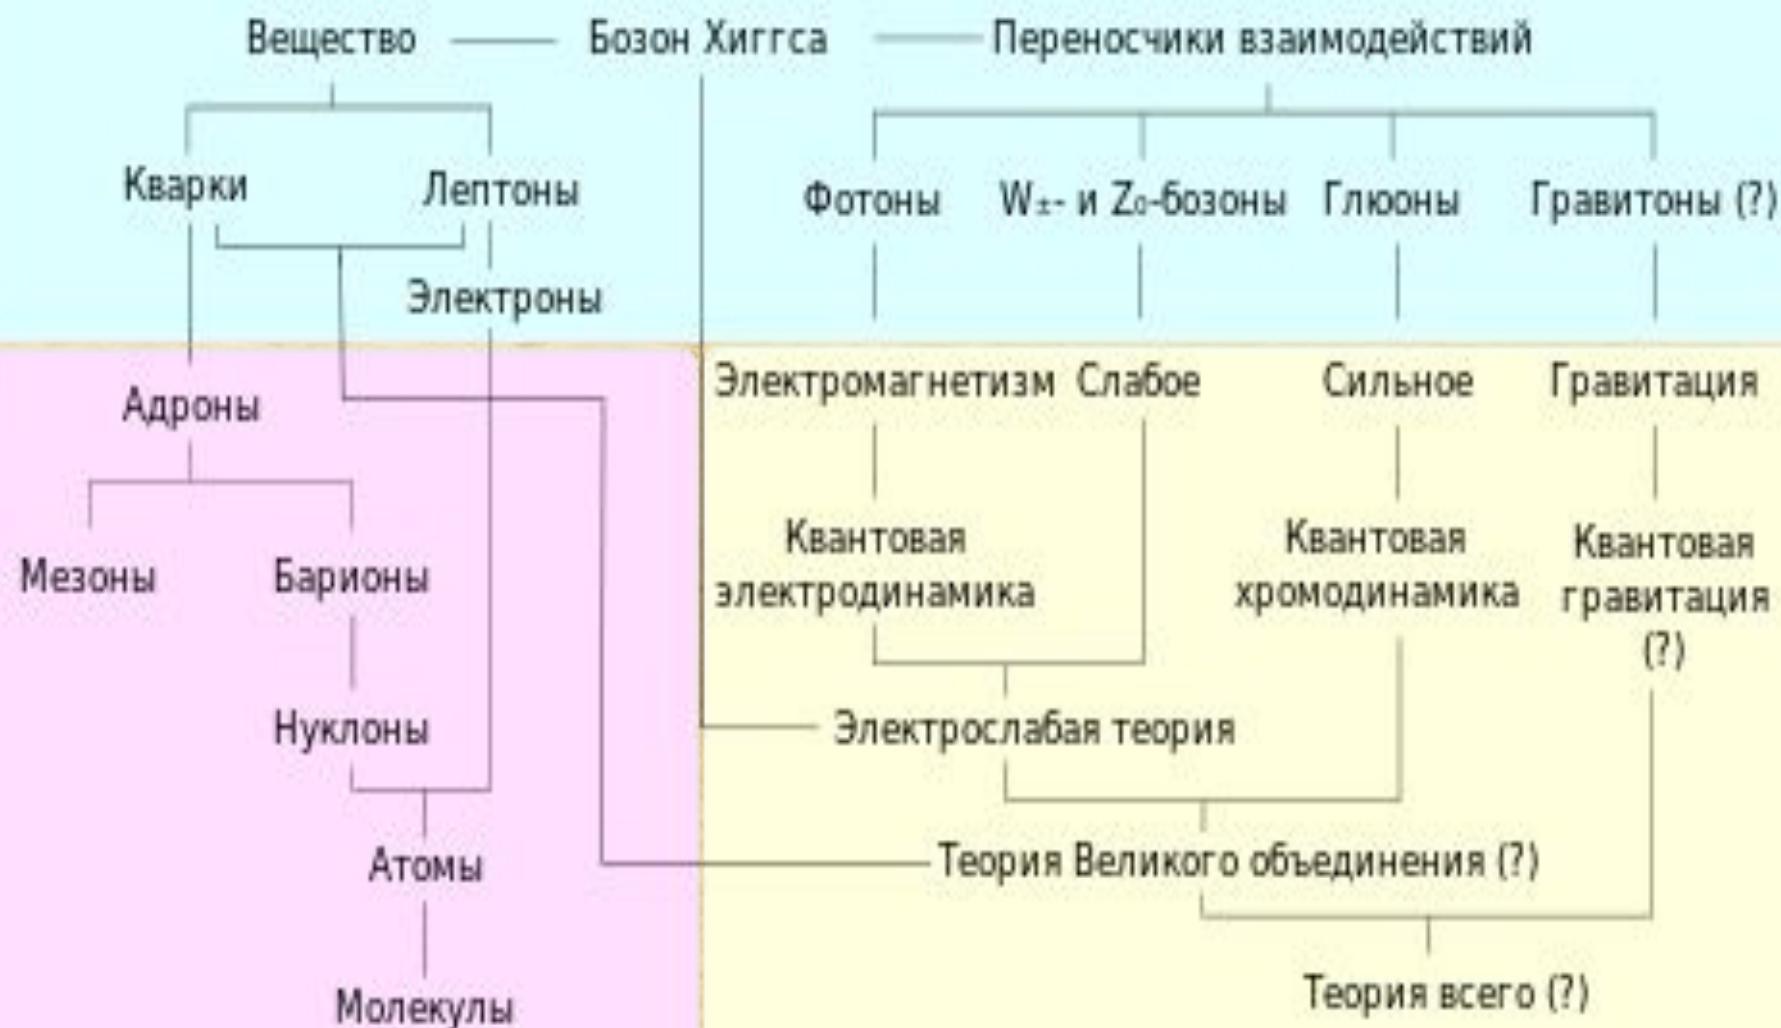 Вещество
Бозон Хиггса
Переносчики взаимодействий
Кварки
Лептоны
Фотоны
W±- и Z0-бозоны
Глюоны
Гравитоны (?)
Электроны
Адроны
Электромагнетизм
Слабое
Сильное
Гравитация
Мезоны
Барионы
Квантовая
электродинамика
Квантовая
хромодинамика
Квантовая
гравитация
(?)
Нуклоны
Электрослабая теория
Атомы
Теория Великого объединения (?)
Молекулы
Теория всего (?)